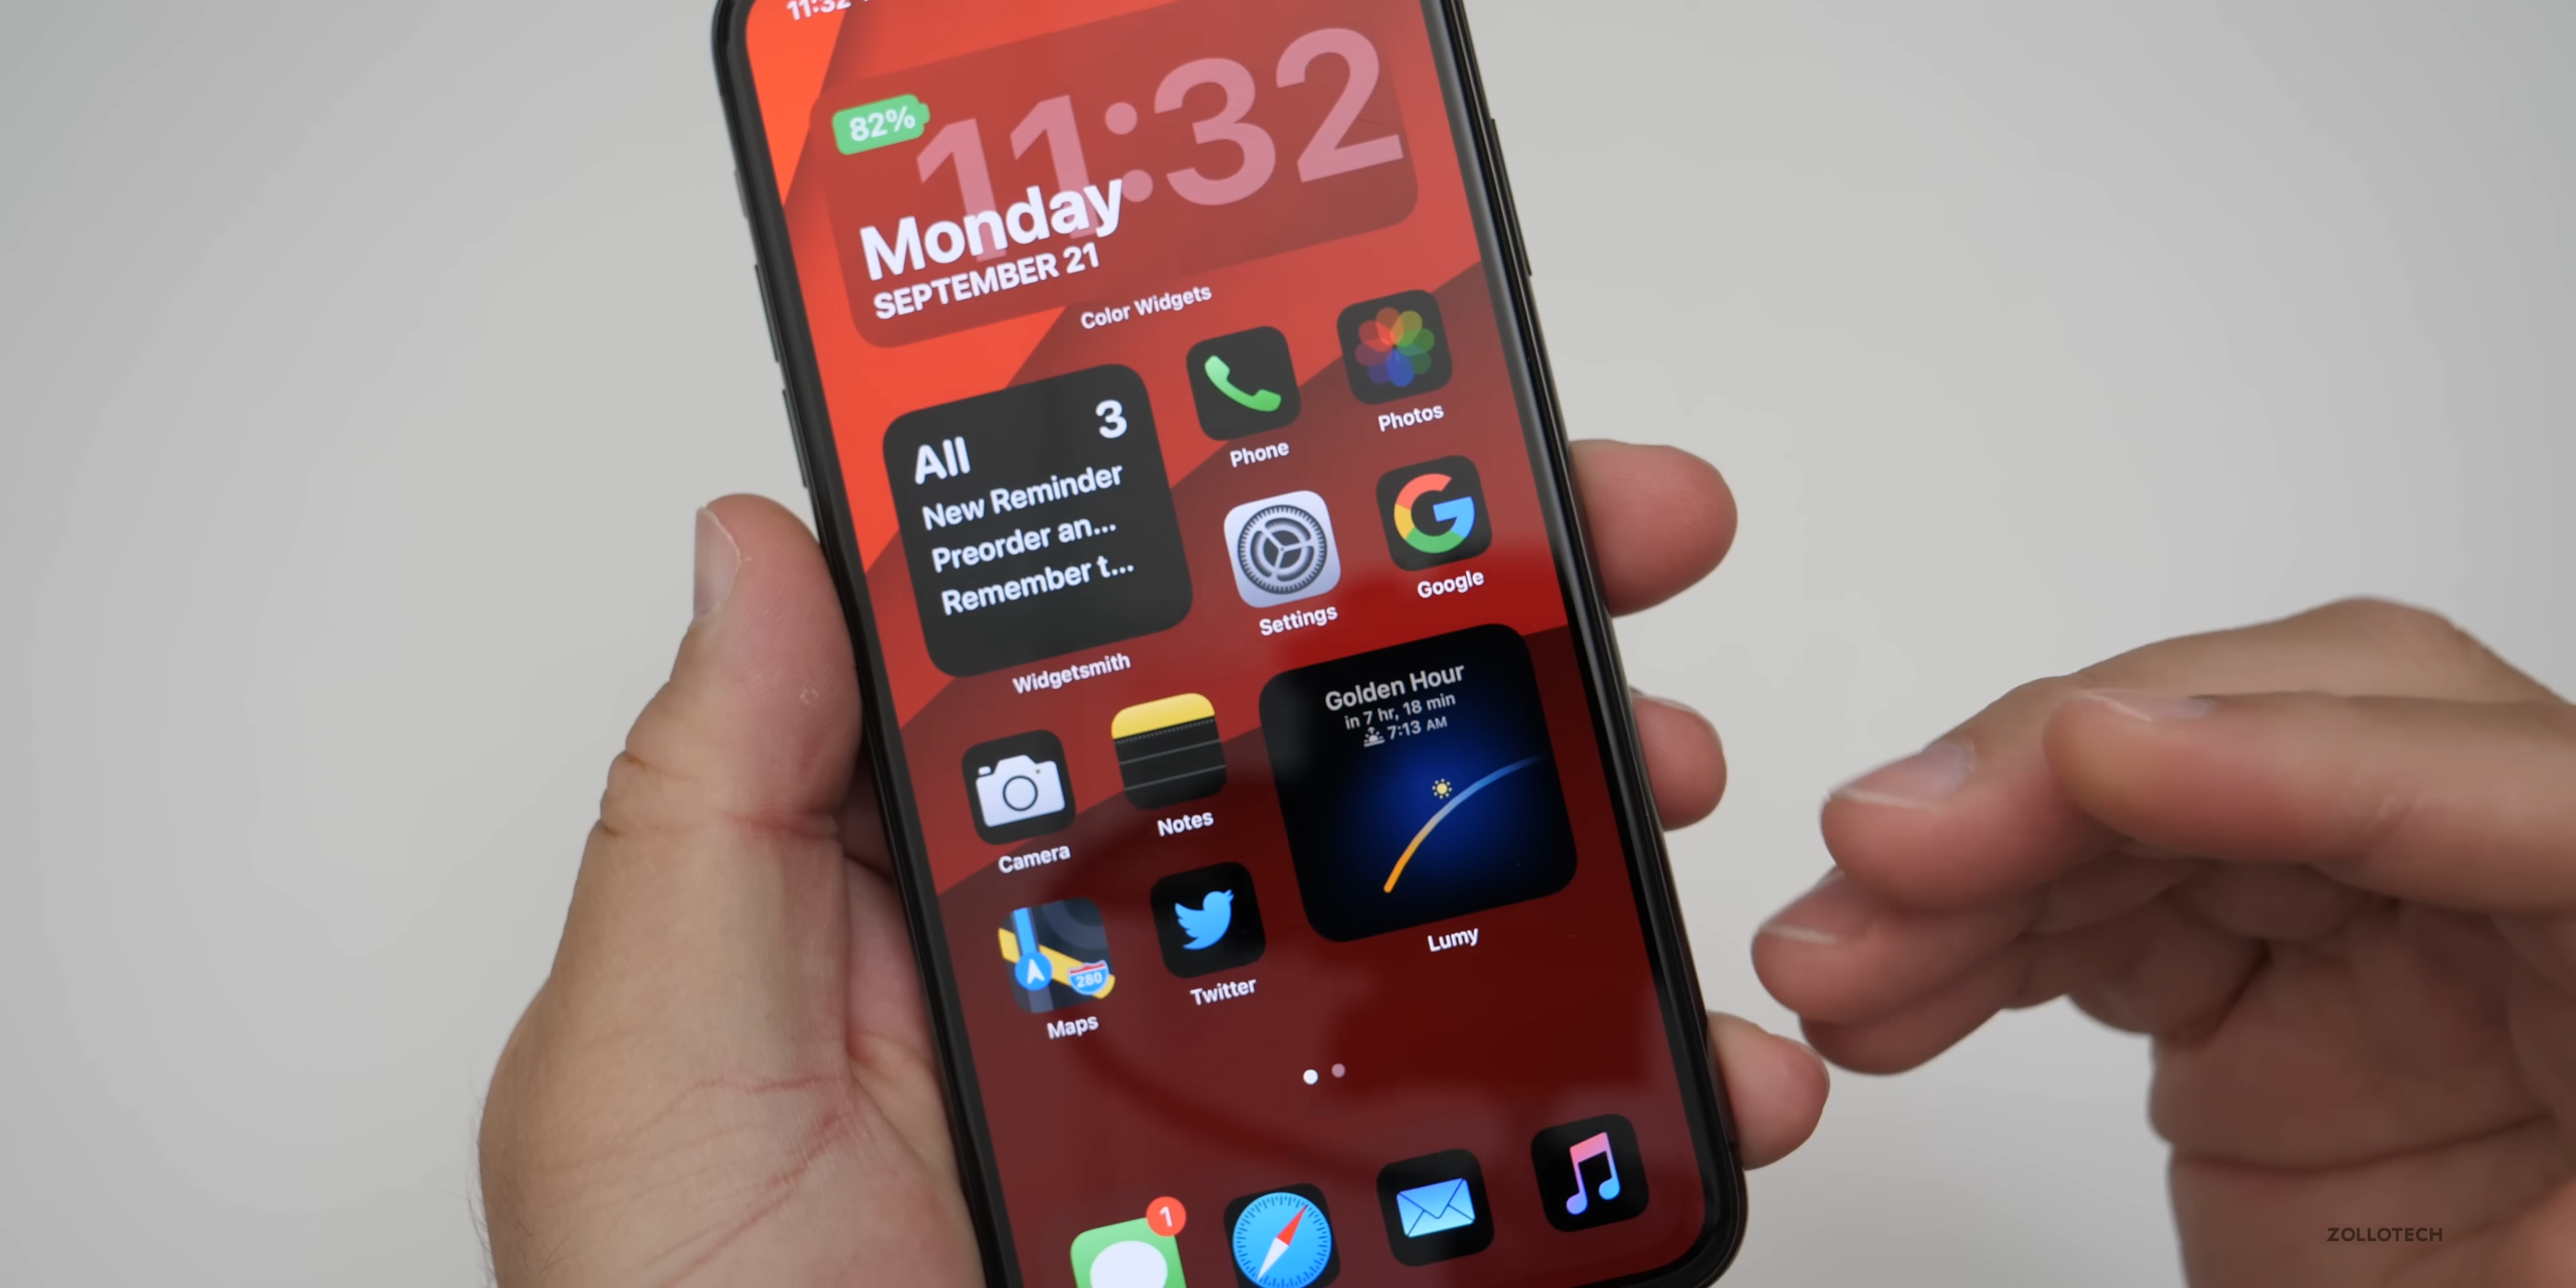 11:32
82%
11:32
Monday
SEPTEMBER 21
Color Widgets
All 3
New Reminder
Preorder an...
Remember t...
Widgetsmith
Phone
Photos
Settings
Google
Golden Hour
in 7 hr, 18 min
7:13 AM
Lumy
Camera
Notes
280
Maps
Twitter
1
ZOLLOTECH